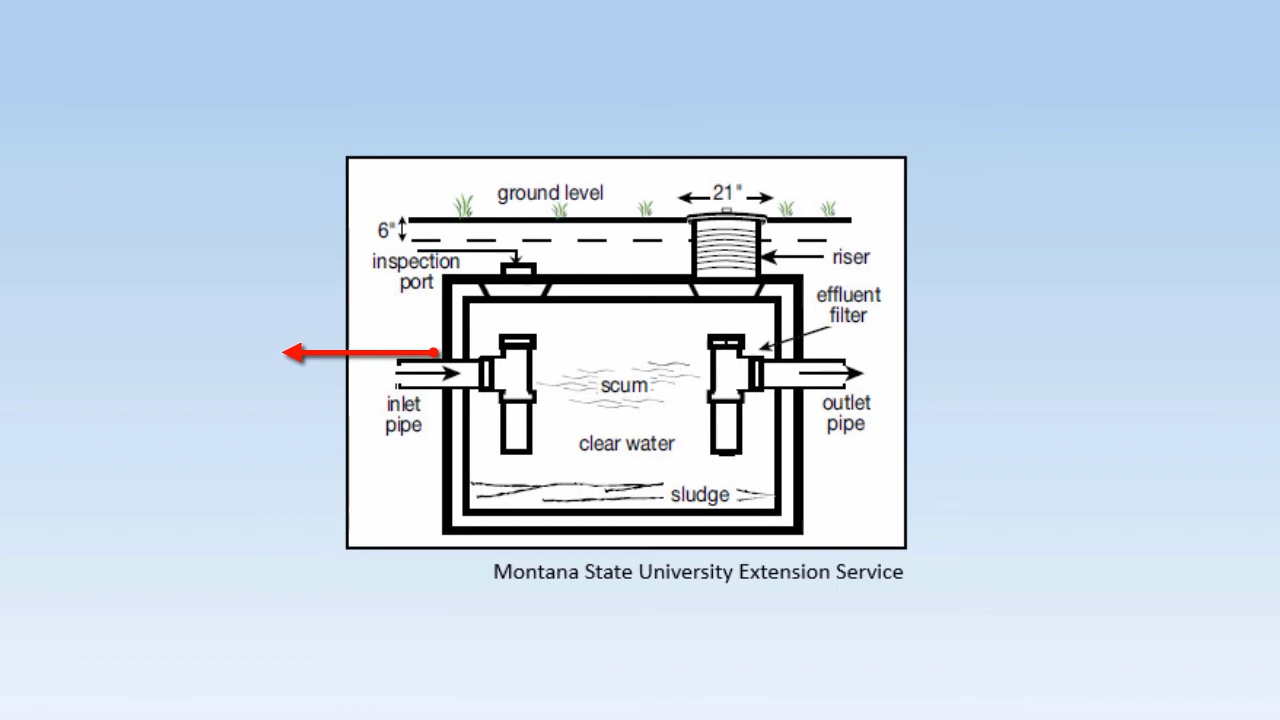 ground level
21"
6"
inspection
port
riser
effluent
filter
scum
inlet
pipe
outlet
pipe
clear water
sludge
Montana State University Extension Service